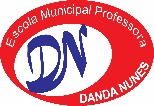 Escola Municipal Professora
DN
DANDA NUNES